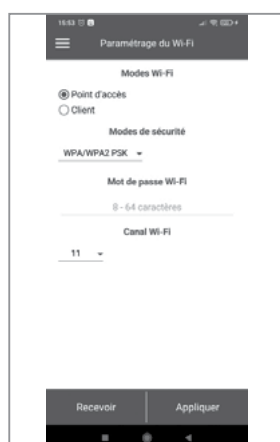 16:53
Paramétrage du Wi-Fi
Modes Wi-Fi
Point d'accès
Client
Modes de sécurité
WPA/WPA2 PSK
Mot de passe Wi-Fi
8 - 64 caractères
Canal Wi-Fi
11
Recevoir
Appliquer